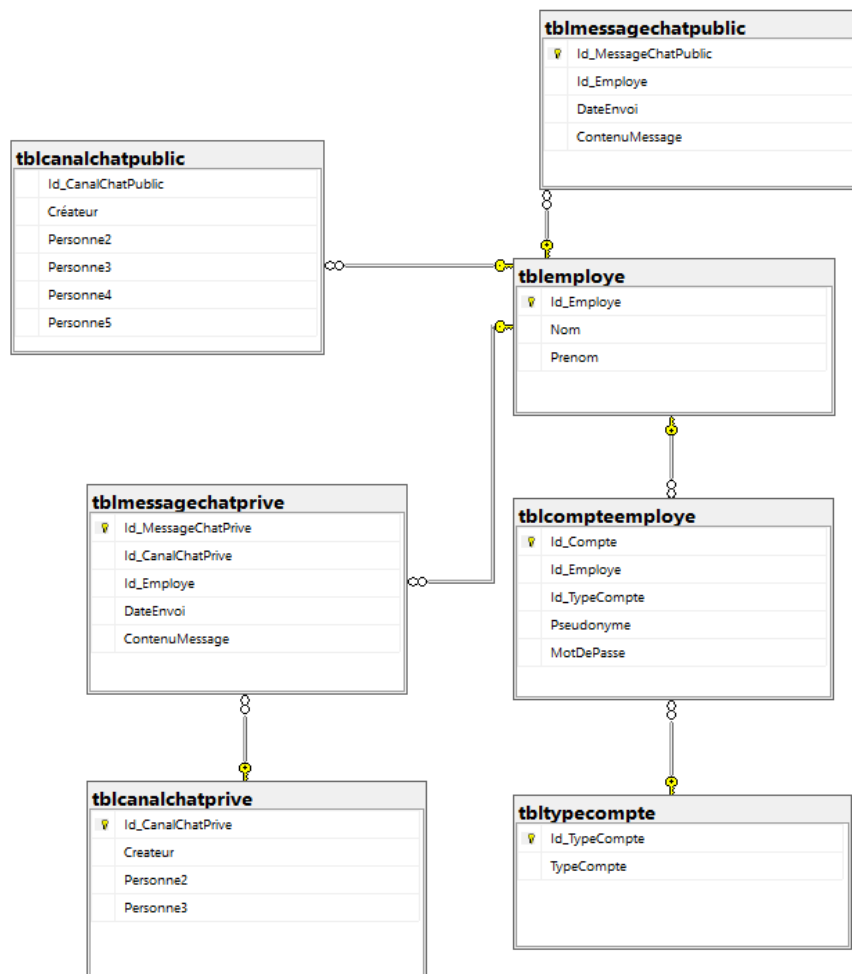 tblmessagechatpublic
Id_MessageChatPublic
Id_Employe
DateEnvoi
ContenuMessage
tblcanalchatpublic
Id_CanalChatPublic
Créateur
Personne2
Personne3
Personne4
Personne5
tblemploye
Id_Employe
Nom
Prenom
tblmessagechatprive
Id_MessageChatPrive
Id_CanalChatPrive
Id_Employe
DateEnvoi
ContenuMessage
tblcompteemploye
Id_Compte
Id_Employe
Id_TypeCompte
Pseudonyme
MotDePasse
tblcanalchatprive
Id_CanalChatPrive
Createur
Personne2
Personne3
tbltypecompte
Id_TypeCompte
TypeCompte